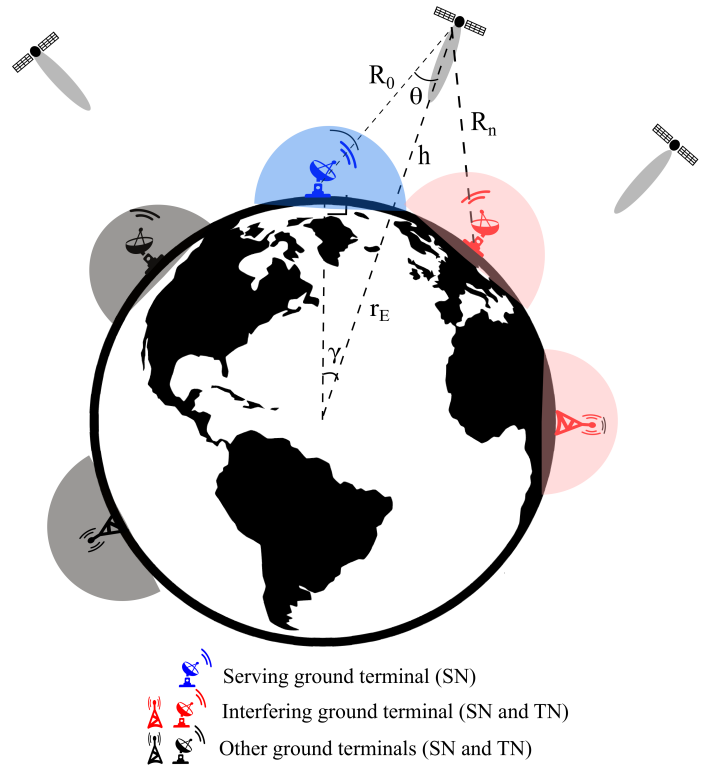 R0
θ
Rn
h
rE
γ
Serving ground terminal (SN)
Interfering ground terminal (SN and TN)
Other ground terminals (SN and TN)